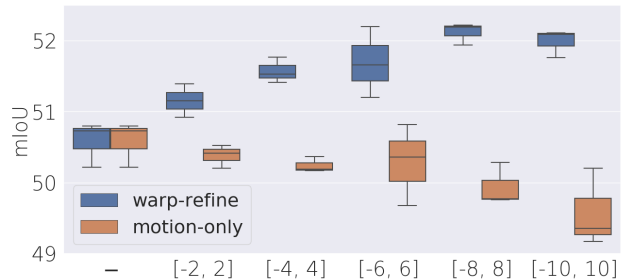 mIoU
52
51
50
49
warp-refine
motion-only
– [-2, 2] [-4, 4] [-6, 6] [-8, 8] [-10, 10]